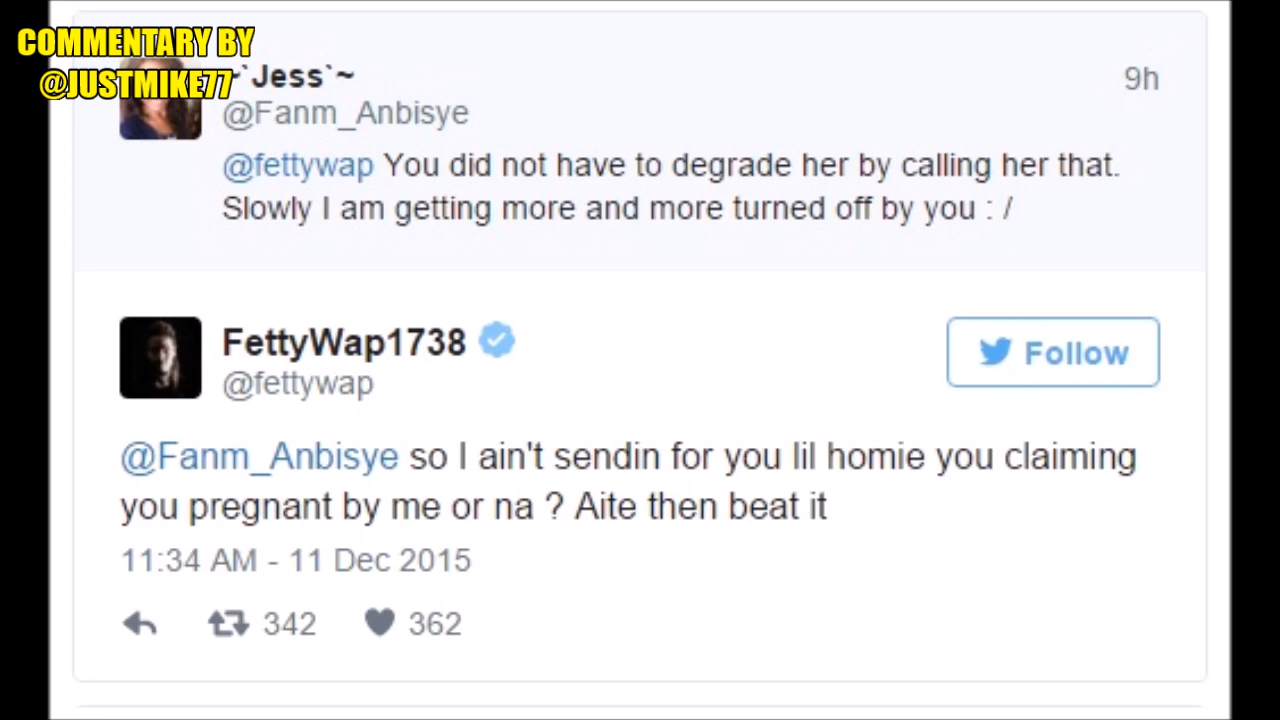 COMMENTARY BY
@JUSTMIKE77
~`Jess`~
9h
@Fanm_Anbisye
@fettywap You did not have to degrade her by calling her that.
Slowly I am getting more and more turned off by you : /
FettyWap1738
Follow
@fettywap
@Fanm_Anbisye so I ain't sendin for you lil homie you claiming
you pregnant by me or na ? Aite then beat it
11:34 AM - 11 Dec 2015
342 362